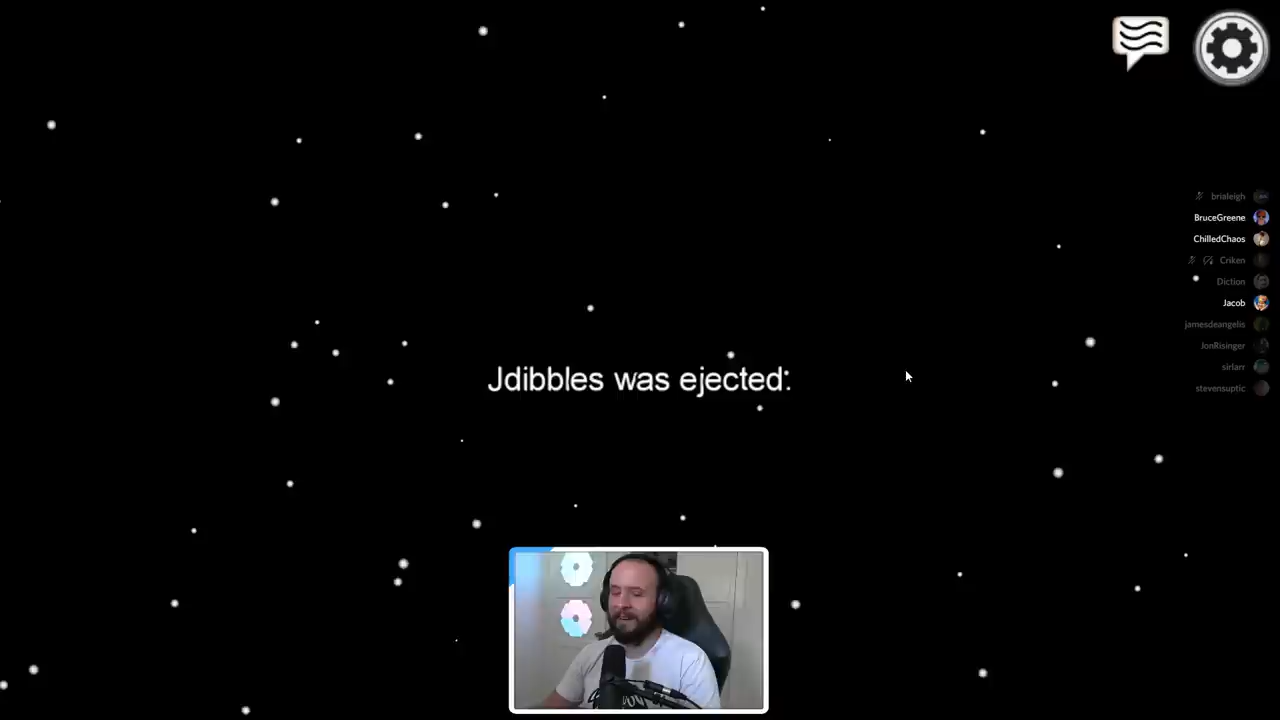 brialeigh
BruceGreene
ChilledChaos
Criken
Diction
Jacob
jamesdeangelis
JonRisinger
sirlarr
stevensuptic
Jdibbles was ejected: